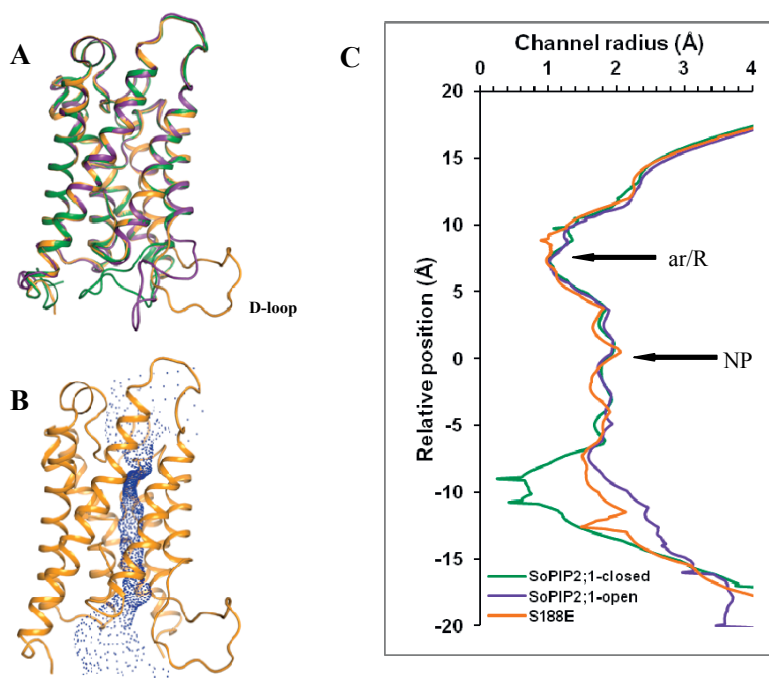 A
D-loop
B
C
Channel radius (Å)
0 1 2 3 4
Relative position (Å)
20
15
10
5
0
-5
-10
-15
-20
ar/R
NP
SoPIP2;1-closed
SoPIP2;1-open
S188E